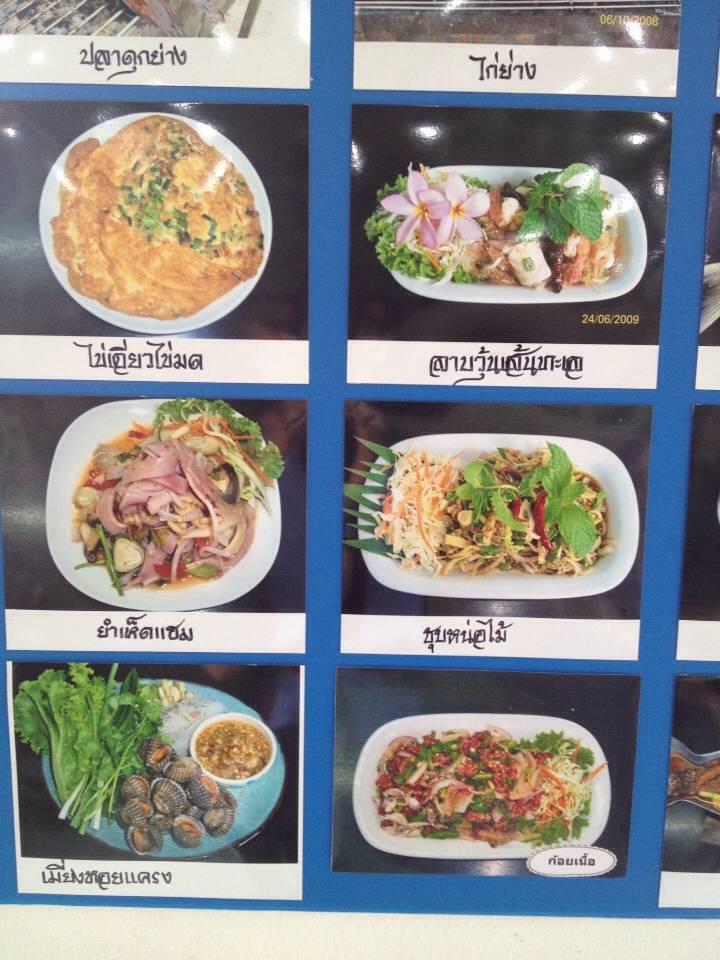 06/10/2008
ปลาดุกย่าง
ไก่ย่าง
24/06/2009
ไข่เจียวไข่มด
ลาบวุ้นเส้นทะเล
ยำเห็ดแฮม
ซุบหน่อไม้
เมี่ยงหอยแครง
ก้อยเนื้อ